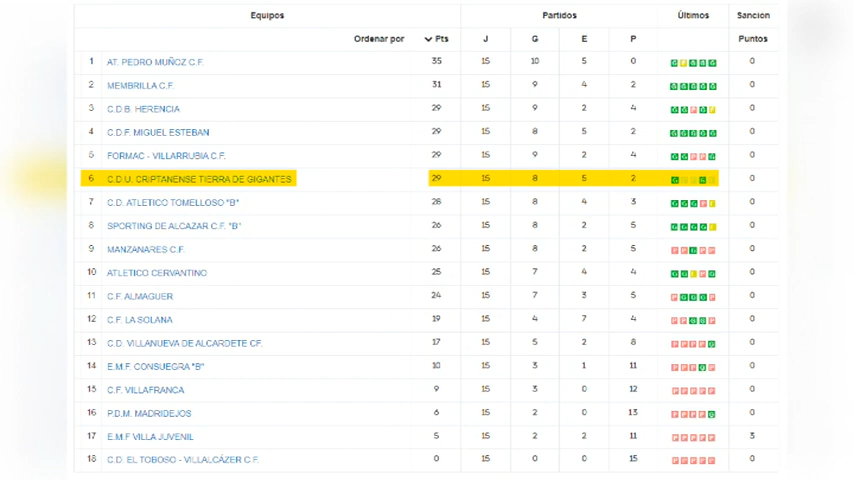 Equipos Partidos Últimos Sancion
Ordenar por Pts J G E P Puntos
1 AT. PEDRO MUÑOZ C.F. 35 15 10 5 0 G E G G G 0
2 MEMBRILLA C.F. 31 15 9 4 2 G G G G G 0
3 C.D.B. HERENCIA 29 15 9 2 4 G G P G E 0
4 C.D.F. MIGUEL ESTEBAN 29 15 8 5 2 G G G G G 0
5 FORMAC - VILLARRUBIA C.F. 29 15 9 2 4 G G P P G 0
6 C.D.U. CRIPTANENSE TIERRA DE GIGANTES 29 15 8 5 2 G E E G E 0
7 C.D. ATLETICO TOMELLOSO "B" 28 15 8 4 3 G G G P E 0
8 SPORTING DE ALCAZAR C.F. "B" 26 15 8 2 5 G G G G E 0
9 MANZANARES C.F. 26 15 8 2 5 P P G P P 0
10 ATLETICO CERVANTINO 25 15 7 4 4 G G E P G 0
11 C.F. ALMAGUER 24 15 7 3 5 P G G G P 0
12 C.F. LA SOLANA 19 15 4 7 4 P P G G P 0
13 C.D. VILLANUEVA DE ALCARDETE CF. 17 15 5 2 8 P P P P G 0
14 E.M.F. CONSUEGRA "B" 10 15 3 1 11 P P P G P 0
15 C.F. VILLAFRANCA 9 15 3 0 12 P P P P P 0
16 P.D.M. MADRIDEJOS 6 15 2 0 13 P P P P G 0
17 E.M.F VILLA JUVENIL 5 15 2 2 11 P P P P P 3
18 C.D. EL TOBOSO - VILLALCÁZER C.F. 0 15 0 0 15 P P P P P 0